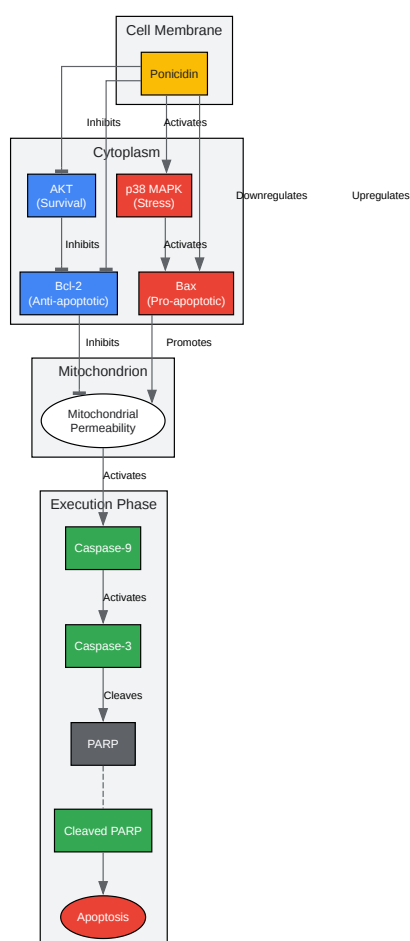 Cell Membrane
Ponicidin
Inhibits
Activates
Cytoplasm
AKT
(Survival)
p38 MAPK
(Stress)
Downregulates
Upregulates
Inhibits
Activates
Bcl-2
(Anti-apoptotic)
Bax
(Pro-apoptotic)
Inhibits
Promotes
Mitochondrion
Mitochondrial
Permeability
Activates
Execution Phase
Caspase-9
Activates
Caspase-3
Cleaves
PARP
Cleaved PARP
Apoptosis